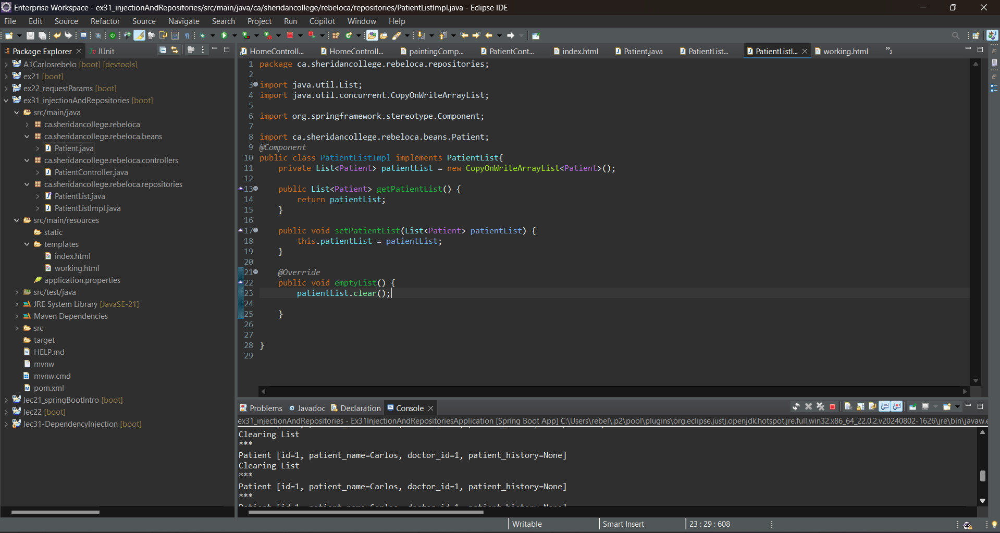 Enterprise Workspace - ex31_injectionAndRepositories/src/main/java/ca/sheridancollege/rebeloca/repositories/PatientListImpl.java - Eclipse IDE
File Edit Source Refactor Source Navigate Search Project Run Copilot Window Help
Package Explorer JUnit
A1Carlosrebelo [boot] [devtools]
ex21 [boot]
ex22_requestParams [boot]
ex31_injectionAndRepositories [boot]
src/main/java
ca.sheridancollege.rebeloca
ca.sheridancollege.rebeloca.beans
Patient.java
ca.sheridancollege.rebeloca.controllers
PatientController.java
ca.sheridancollege.rebeloca.repositories
PatientList.java
PatientListImpl.java
src/main/resources
static
templates
index.html
working.html
application.properties
src/test/java
JRE System Library [JavaSE-21]
Maven Dependencies
src
target
HELP.md
mvnw
mvnw.cmd
pom.xml
lec21_springBootIntro [boot]
lec22 [boot]
lec31-DependencyInjection [boot]
HomeControll... HomeControll... paintingComp... PatientCont... index.html Patient.java PatientList... PatientListI... working.html »3
1 package ca.sheridancollege.rebeloca.repositories;
2
3 import java.util.List;
4 import java.util.concurrent.CopyOnWriteArrayList;
5
6 import org.springframework.stereotype.Component;
7
8 import ca.sheridancollege.rebeloca.beans.Patient;
9 @Component
10 public class PatientListImpl implements PatientList{
11 private List<Patient> patientList = new CopyOnWriteArrayList<Patient>();
12
13 public List<Patient> getPatientList() {
14 return patientList;
15 }
16
17 public void setPatientList(List<Patient> patientList) {
18 this.patientList = patientList;
19 }
20
21 @Override
22 public void emptyList() {
23 patientList.clear();
24
25 }
26
27
28 }
29
Problems Javadoc Declaration Console
ex31_injectionAndRepositories - Ex31InjectionAndRepositoriesApplication [Spring Boot App] C:\Users\rebel\.p2\pool\plugins\org.eclipse.justj.openjdk.hotspot.jre.full.win32.x86_64_22.0.2.v20240802-1626\jre\bin\javaw.e
Clearing List
***
Patient [id=1, patient_name=Carlos, doctor_id=1, patient_history=None]
Clearing List
***
Patient [id=1, patient_name=Carlos, doctor_id=1, patient_history=None]
***
Writable Smart Insert 23 : 29 : 608